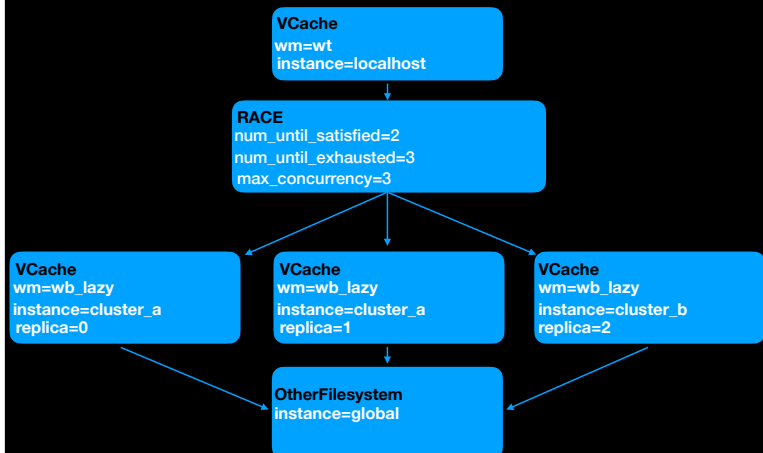 VCache
wm=wt
instance=localhost
RACE
num_until_satisfied=2
num_until_exhausted=3
max_concurrency=3
VCache
wm=wb_lazy
instance=cluster_a
replica=0
VCache
wm=wb_lazy
instance=cluster_a
replica=1
VCache
wm=wb_lazy
instance=cluster_b
replica=2
OtherFilesystem
instance=global